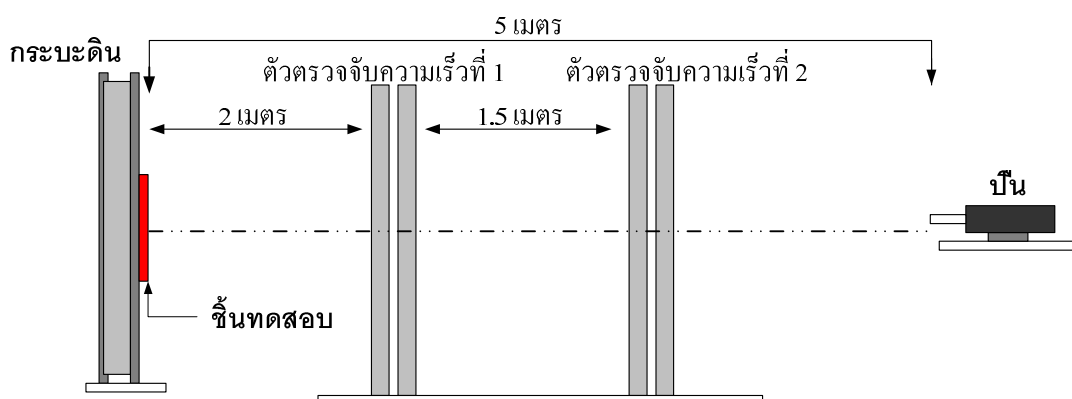 5 เมตร
กระบะดิน
ตัวตรวจจับความเร็วที่ 1
ตัวตรวจจับความเร็วที่ 2
2 เมตร
1.5 เมตร
ปืน
ชิ้นทดสอบ